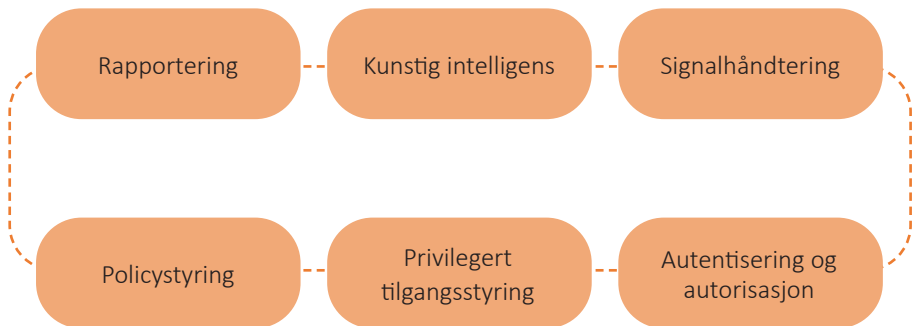 Rapportering
Kunstig intelligens
Signalhåndtering
Policystyring
Privilegert
tilgangsstyring
Autentisering og
autorisasjon